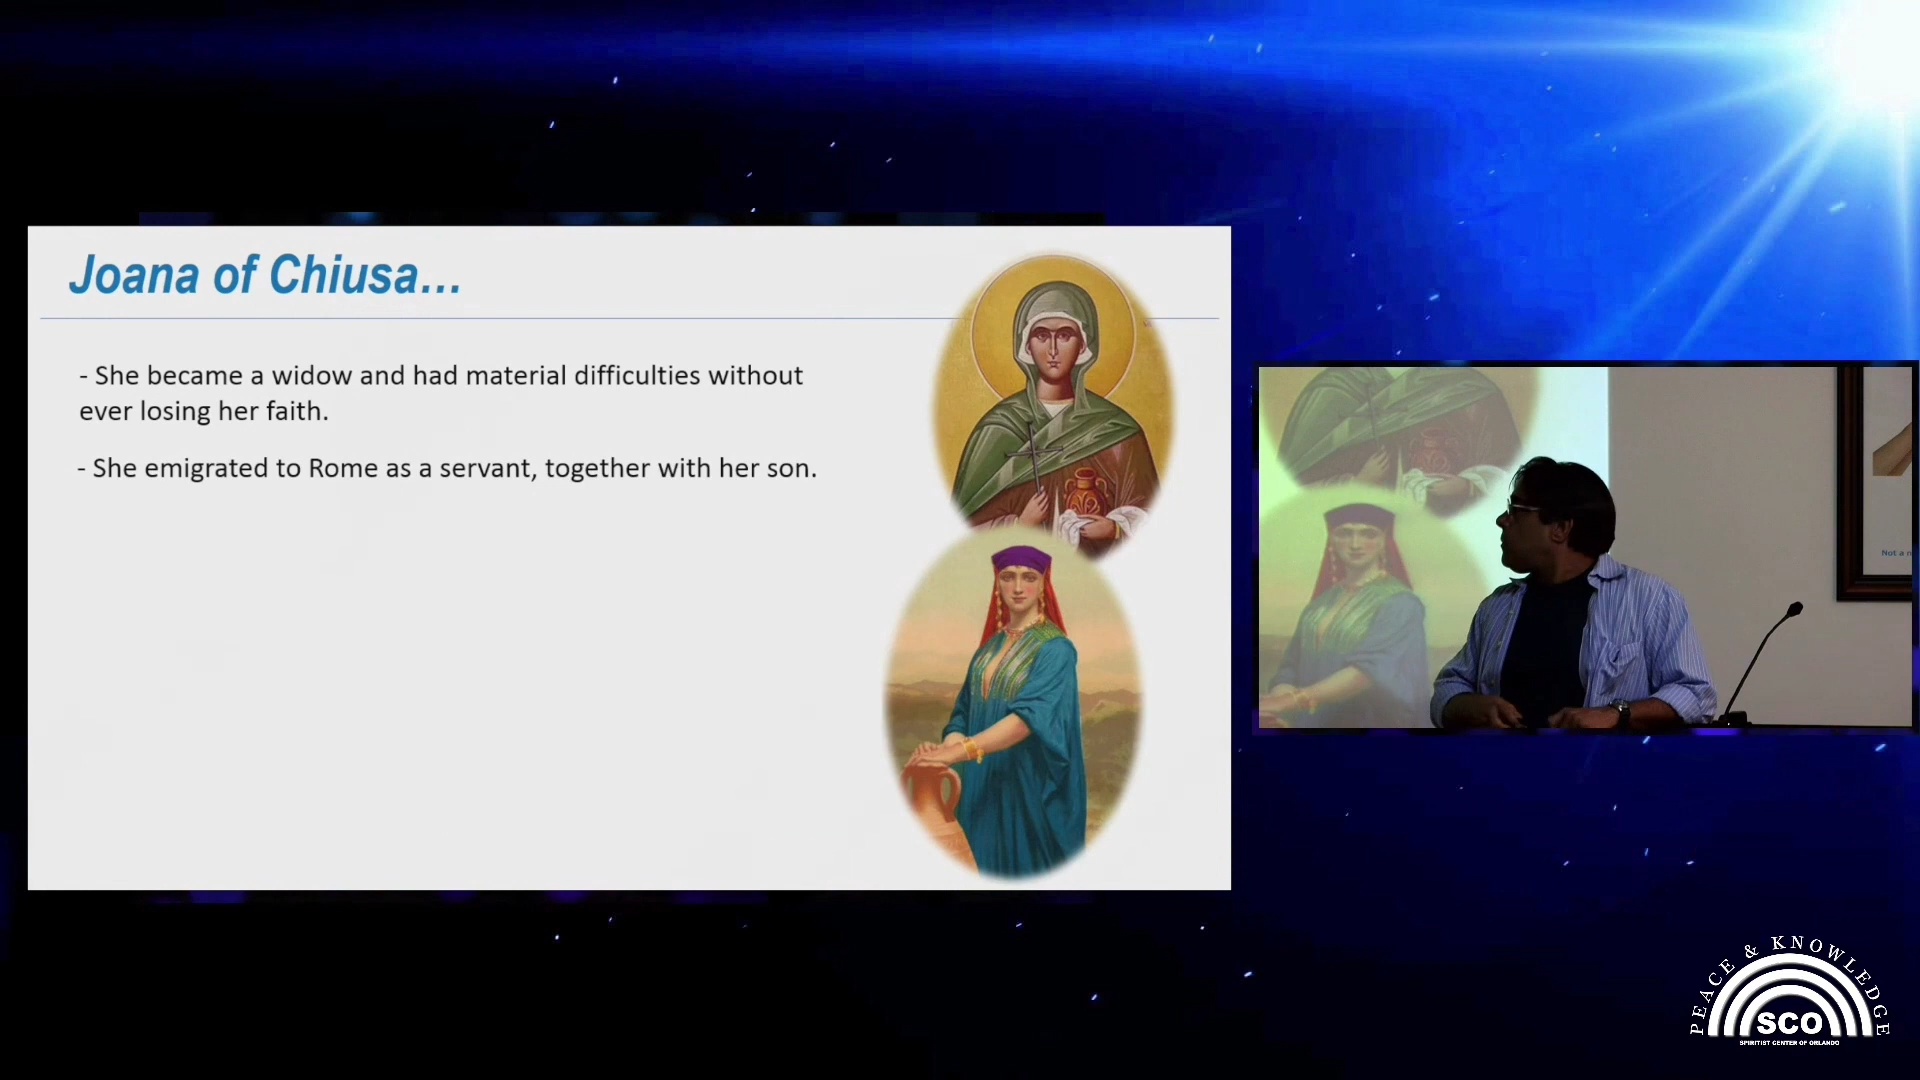 Joana of Chiusa...
- She became a widow and had material difficulties without
ever losing her faith.
- She emigrated to Rome as a servant, together with her son.
Not a
PEACE & KNOWLEDGE
SCO
SPIRITIST CENTER OF ORLANDO